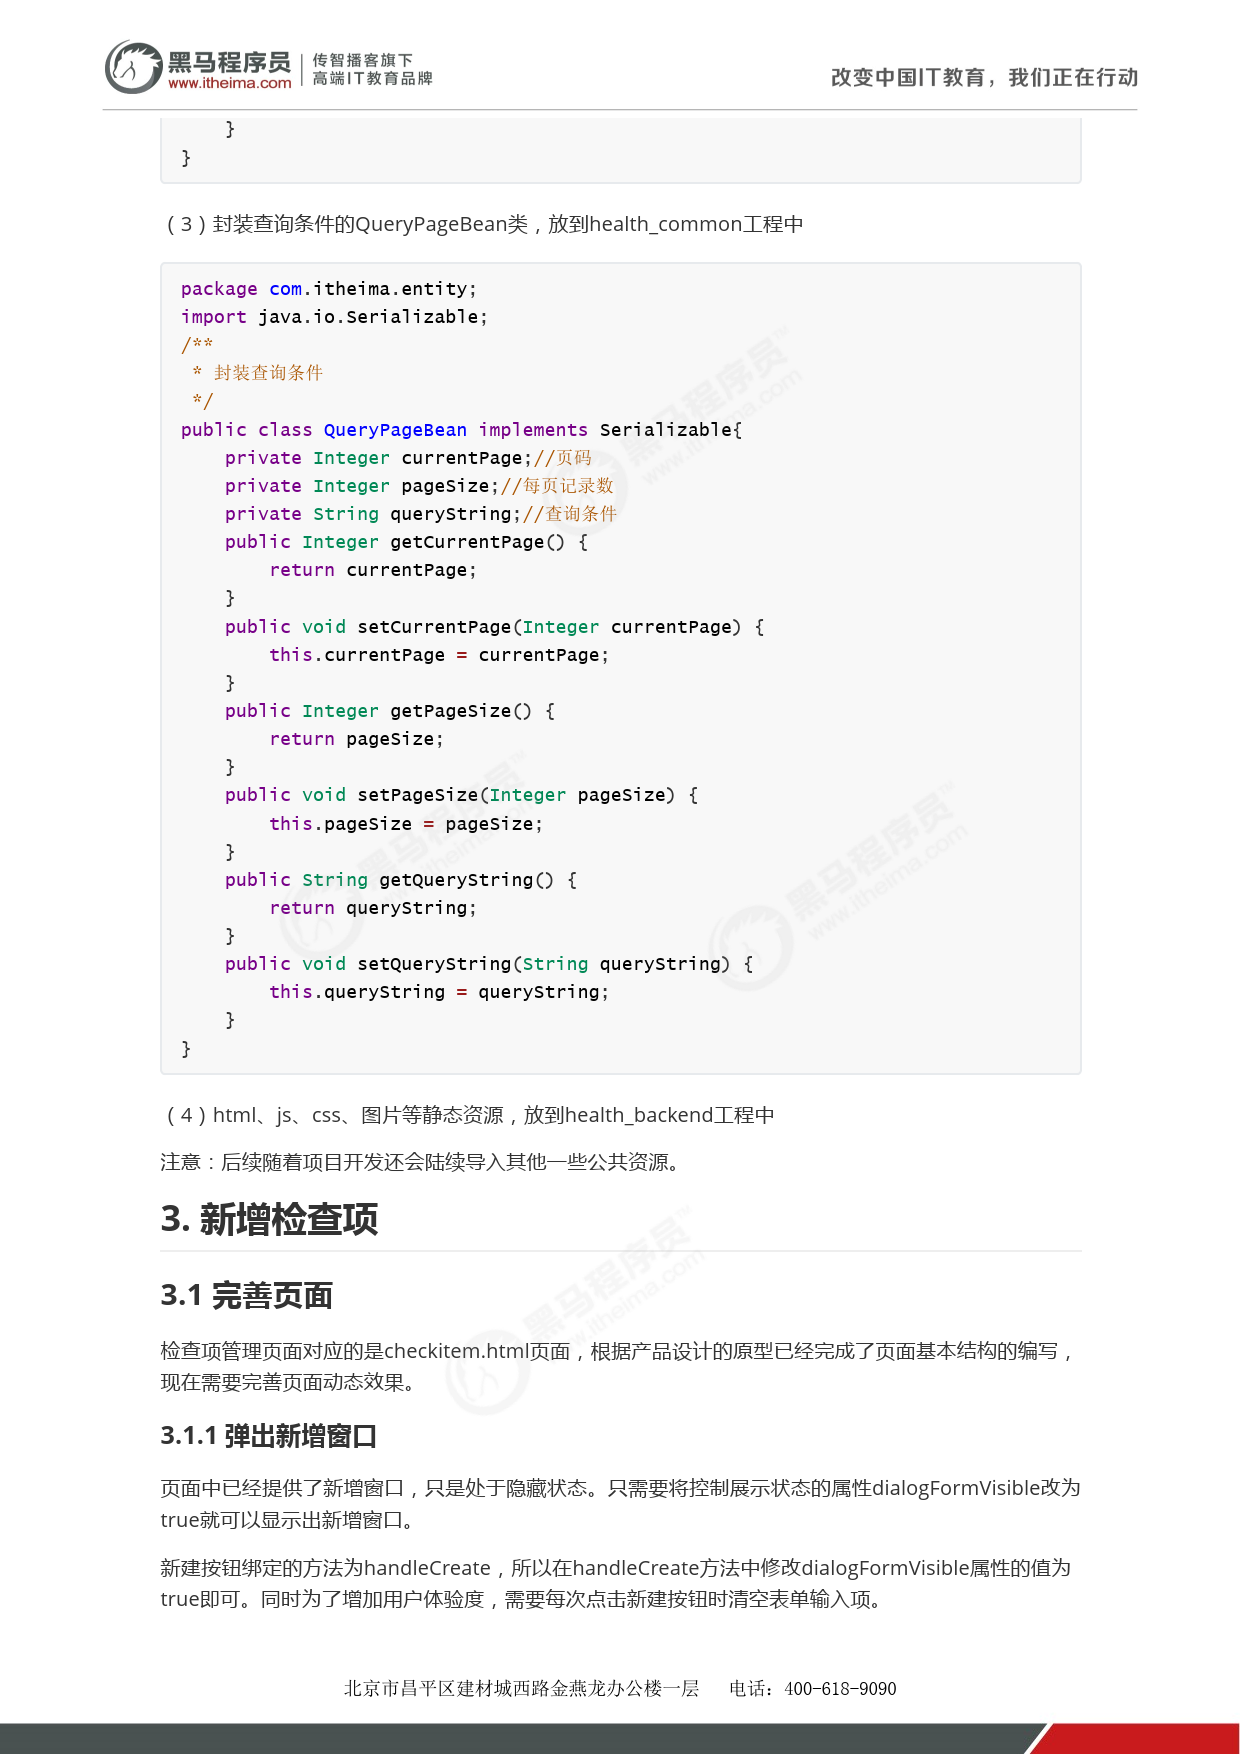 黑马程序员 传智播客旗下
www.itheima.com 高端IT教育品牌
改变中国IT教育，我们正在行动
    }
}
（3）封装查询条件的QueryPageBean类，放到health_common工程中
package com.itheima.entity;
import java.io.Serializable;
/**
 * 封装查询条件
 */
public class QueryPageBean implements Serializable{
    private Integer currentPage;//页码
    private Integer pageSize;//每页记录数
    private String queryString;//查询条件
    public Integer getCurrentPage() {
        return currentPage;
    }
    public void setCurrentPage(Integer currentPage) {
        this.currentPage = currentPage;
    }
    public Integer getPageSize() {
        return pageSize;
    }
    public void setPageSize(Integer pageSize) {
        this.pageSize = pageSize;
    }
    public String getQueryString() {
        return queryString;
    }
    public void setQueryString(String queryString) {
        this.queryString = queryString;
    }
}
（4）html、js、css、图片等静态资源，放到health_backend工程中
注意：后续随着项目开发还会陆续导入其他一些公共资源。
3. 新增检查项
3.1 完善页面
检查项管理页面对应的是checkitem.html页面，根据产品设计的原型已经完成了页面基本结构的编写，
现在需要完善页面动态效果。
3.1.1 弹出新增窗口
页面中已经提供了新增窗口，只是处于隐藏状态。只需要将控制展示状态的属性dialogFormVisible改为
true就可以显示出新增窗口。
新建按钮绑定的方法为handleCreate，所以在handleCreate方法中修改dialogFormVisible属性的值为
true即可。同时为了增加用户体验度，需要每次点击新建按钮时清空表单输入项。
北京市昌平区建材城西路金燕龙办公楼一层 电话：400-618-9090